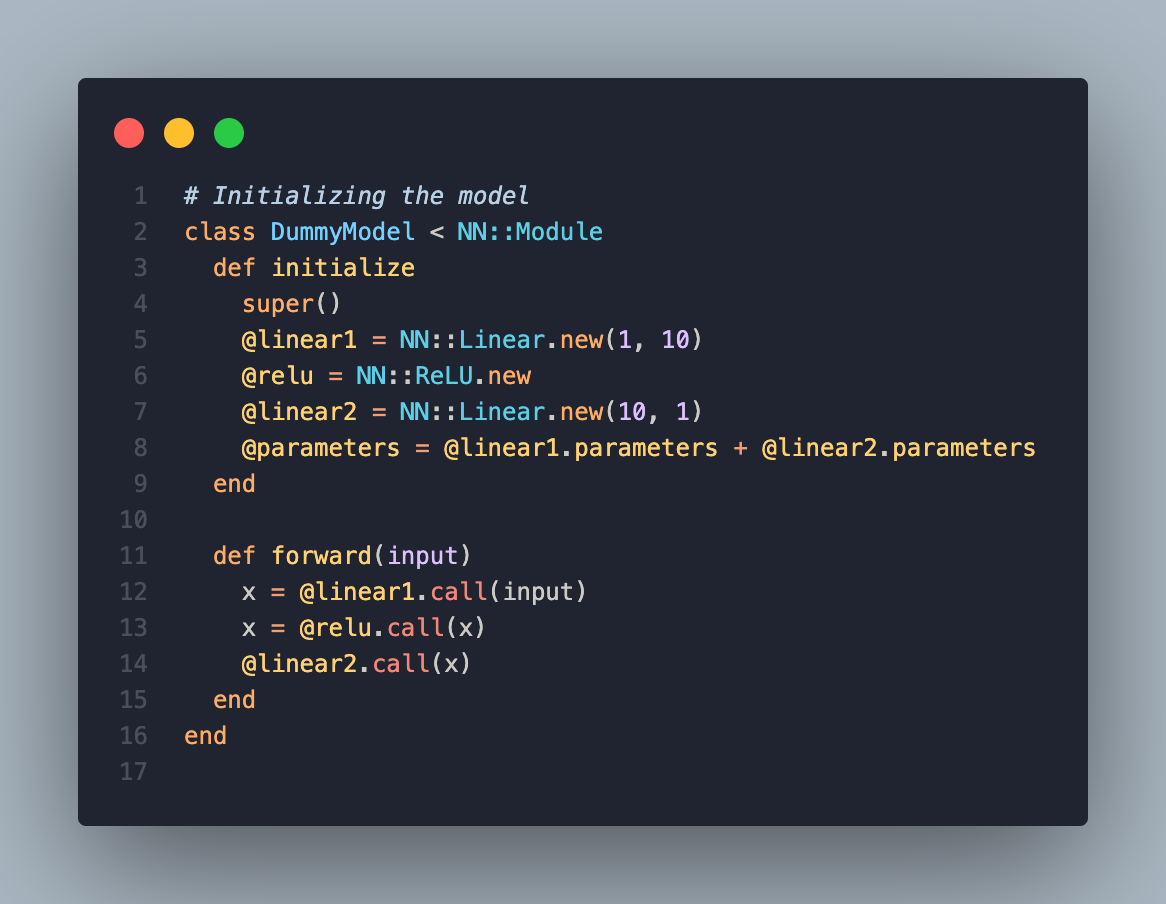 1 # Initializing the model
2 class DummyModel < NN::Module
3   def initialize
4     super()
5     @linear1 = NN::Linear.new(1, 10)
6     @relu = NN::ReLU.new
7     @linear2 = NN::Linear.new(10, 1)
8     @parameters = @linear1.parameters + @linear2.parameters
9   end
10
11   def forward(input)
12     x = @linear1.call(input)
13     x = @relu.call(x)
14     @linear2.call(x)
15   end
16 end
17